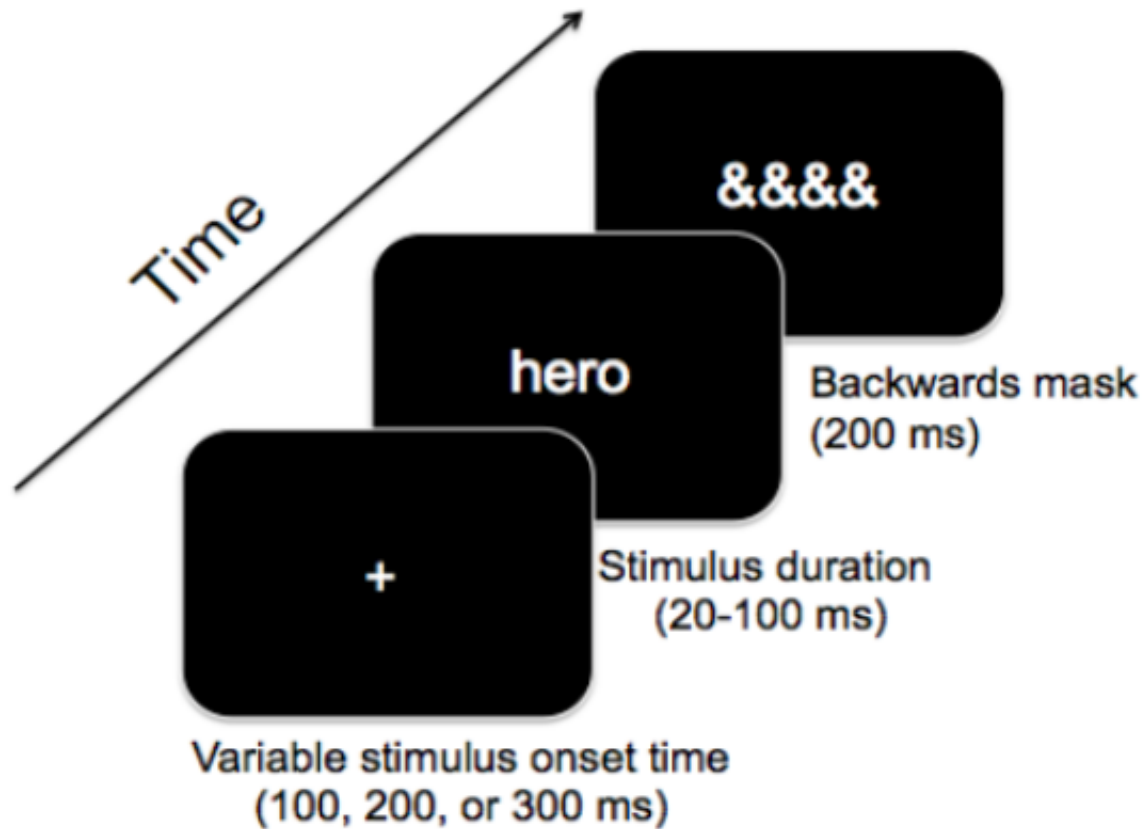 Time
&&&&
hero
Backwards mask
(200 ms)
+
Stimulus duration
(20-100 ms)
Variable stimulus onset time
(100, 200, or 300 ms)